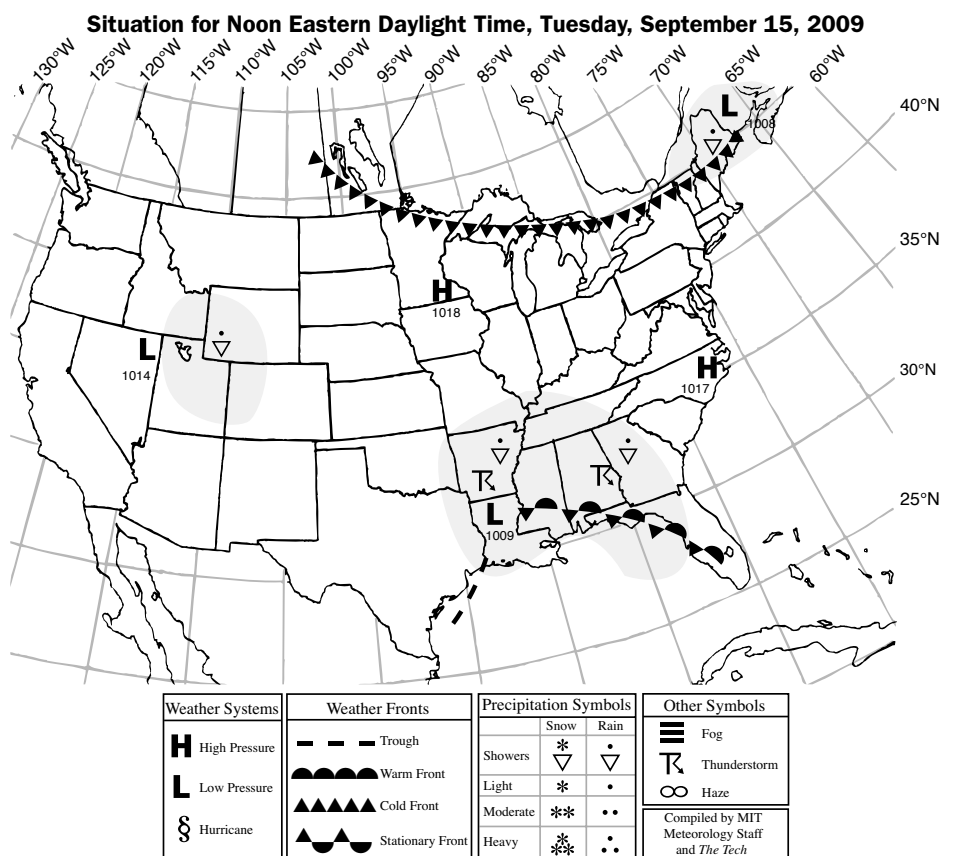 Situation for Noon Eastern Daylight Time, Tuesday, September 15, 2009
130°W 125°W 120°W 115°W 110°W 105°W 100°W 95°W 90°W 85°W 80°W 75°W 70°W 65°W 60°W
40°N
L
1008
35°N
H
1018
L
1014
30°N
H
1017
25°N
L
1009
Weather Systems
H High Pressure
L Low Pressure
§ Hurricane
Weather Fronts
Trough
Warm Front
Cold Front
Stationary Front
Precipitation Symbols
Snow Rain
Showers
Light
Moderate
Heavy
Other Symbols
Fog
Thunderstorm
Haze
Compiled by MIT
Meteorology Staff
and The Tech